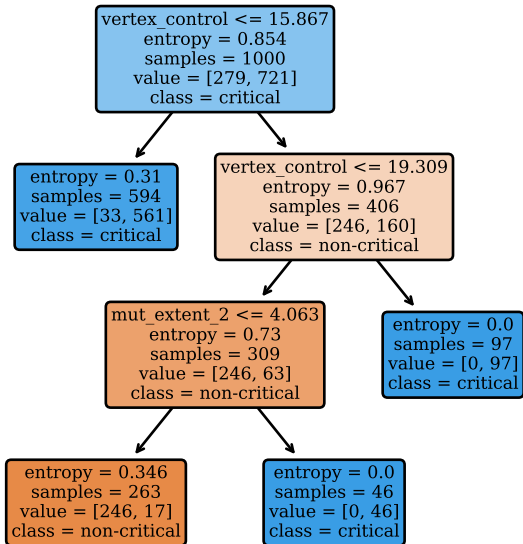 vertex_control <= 15.867
entropy = 0.854
samples = 1000
value = [279, 721]
class = critical
entropy = 0.31
samples = 594
value = [33, 561]
class = critical
vertex_control <= 19.309
entropy = 0.967
samples = 406
value = [246, 160]
class = non-critical
mut_extent_2 <= 4.063
entropy = 0.73
samples = 309
value = [246, 63]
class = non-critical
entropy = 0.0
samples = 97
value = [0, 97]
class = critical
entropy = 0.346
samples = 263
value = [246, 17]
class = non-critical
entropy = 0.0
samples = 46
value = [0, 46]
class = critical